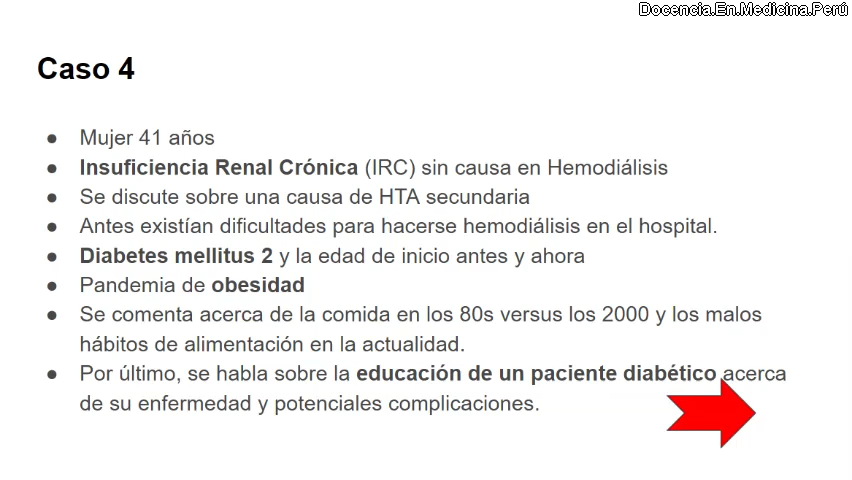 Docencia.En.Medicina.Perú
Caso 4
● Mujer 41 años
● Insuficiencia Renal Crónica (IRC) sin causa en Hemodiálisis
● Se discute sobre una causa de HTA secundaria
● Antes existían dificultades para hacerse hemodiálisis en el hospital.
● Diabetes mellitus 2 y la edad de inicio antes y ahora
● Pandemia de obesidad
● Se comenta acerca de la comida en los 80s versus los 2000 y los malos
hábitos de alimentación en la actualidad.
● Por último, se habla sobre la educación de un paciente diabético acerca
de su enfermedad y potenciales complicaciones.